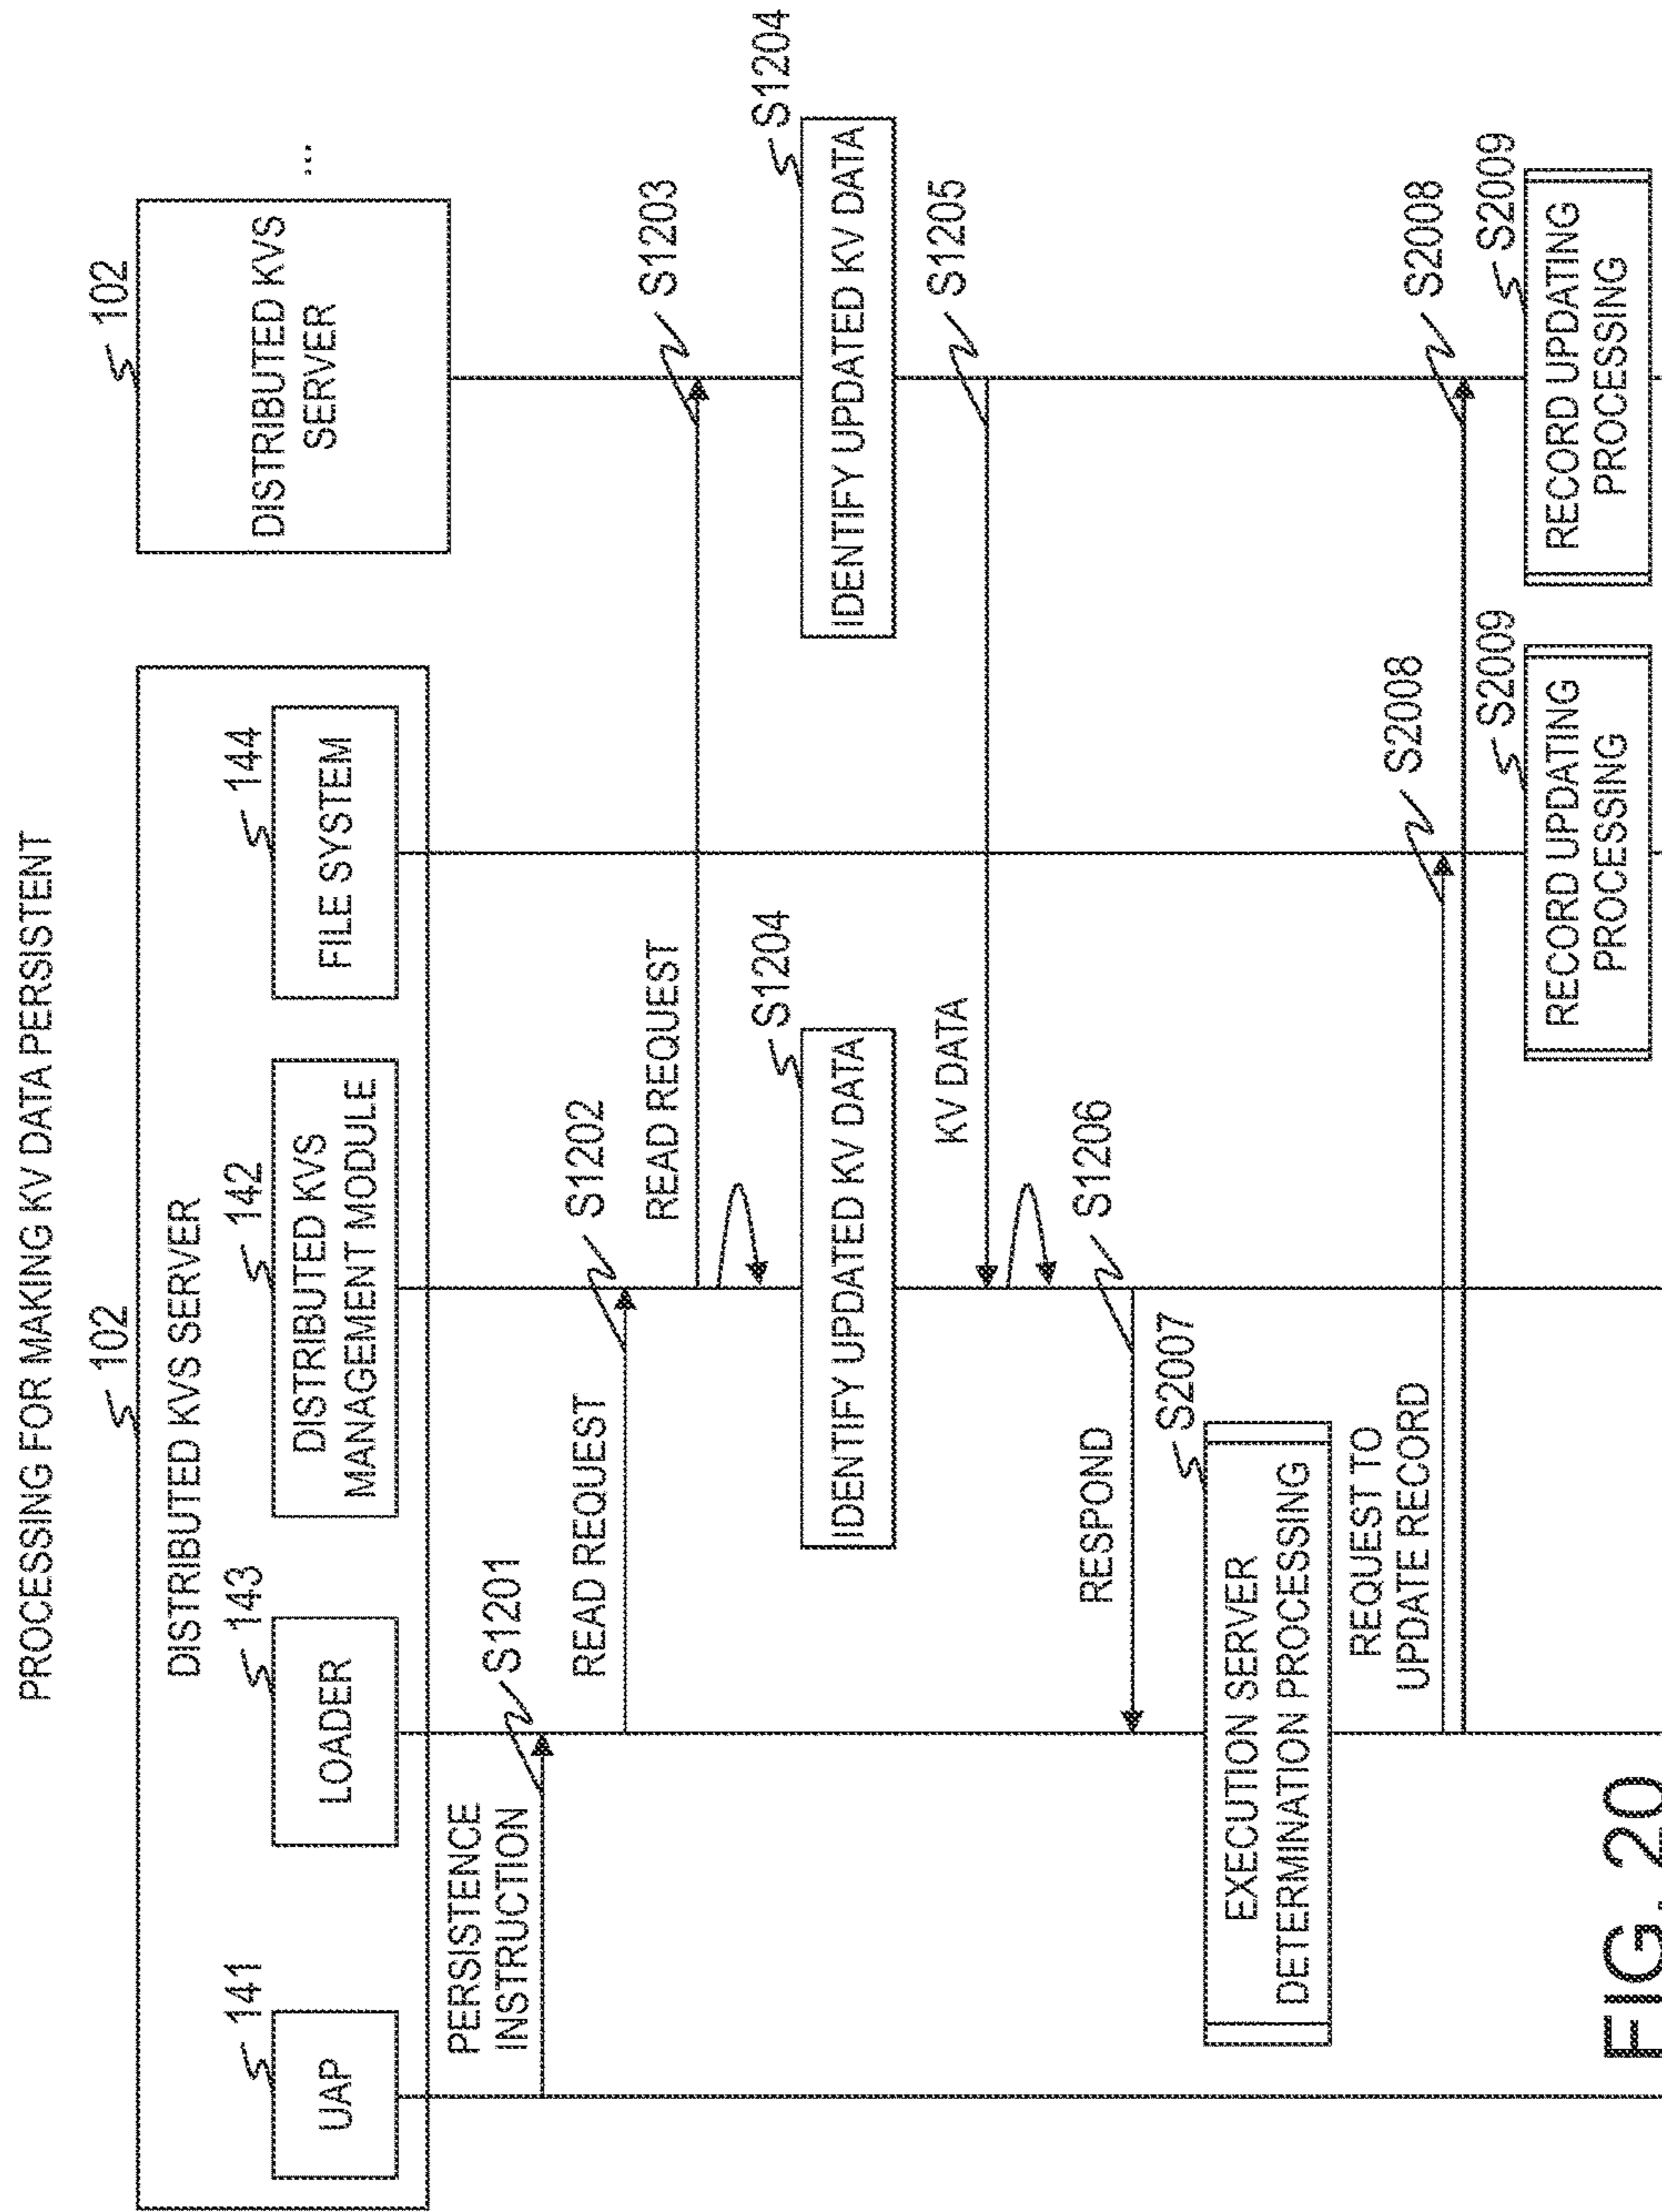 PROCESSING FOR MAKING KV DATA PERSISTENT
102
DISTRIBUTED KVS SERVER
141
UAP
143
LOADER
142
DISTRIBUTED KVS
MANAGEMENT MODULE
144
FILE SYSTEM
102
DISTRIBUTED KVS
SERVER
...
PERSISTENCE
INSTRUCTION
S1201
READ REQUEST
S1202
READ REQUEST
S1203
S1204
IDENTIFY UPDATED KV DATA
S1204
IDENTIFY UPDATED KV DATA
KV DATA
S1205
RESPOND
S1206
S2007
EXECUTION SERVER
DETERMINATION PROCESSING
REQUEST TO
UPDATE RECORD
S2008
S2008
S2009
RECORD UPDATING
PROCESSING
S2009
RECORD UPDATING
PROCESSING
FIG. 20